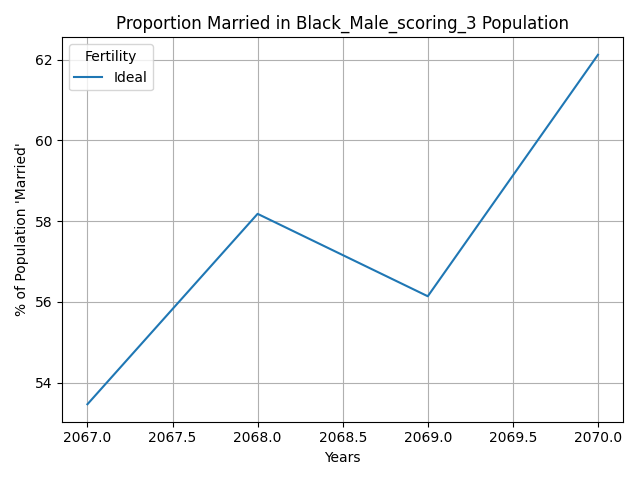 Proportion Married in Black_Male_scoring_3 Population
Fertility
Ideal
% of Population 'Married'
62
60
58
56
54
2067.0 2067.5 2068.0 2068.5 2069.0 2069.5 2070.0
Years